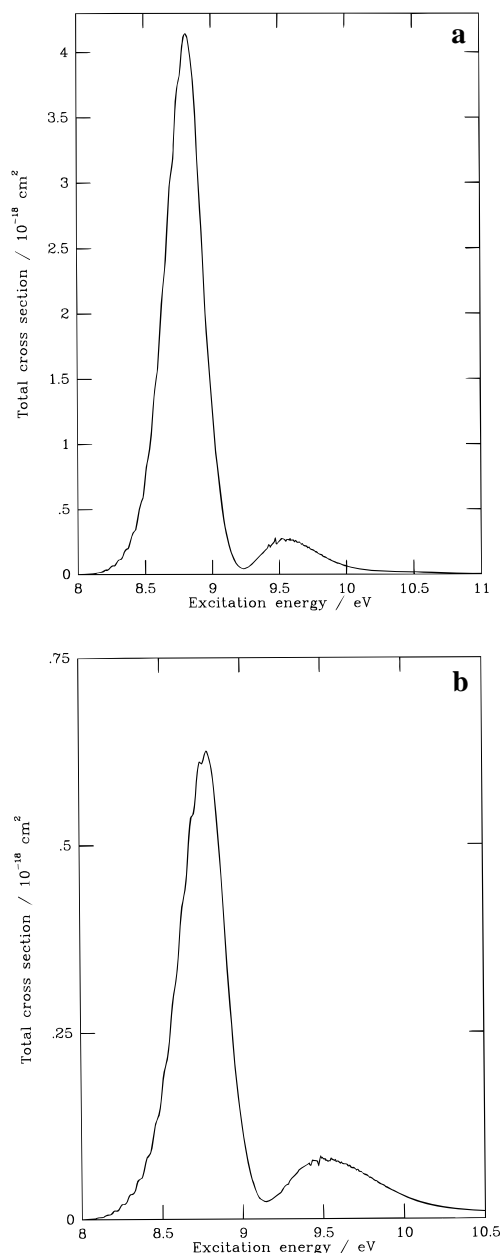 a
4
3.5
3
2.5
2
1.5
1
.5
0
Total cross section / 10⁻¹⁸ cm²
8 8.5 9 9.5 10 10.5 11
Excitation energy / eV
b
.75
.5
.25
0
Total cross section / 10⁻¹⁸ cm²
8 8.5 9 9.5 10 10.5
Excitation energy / eV